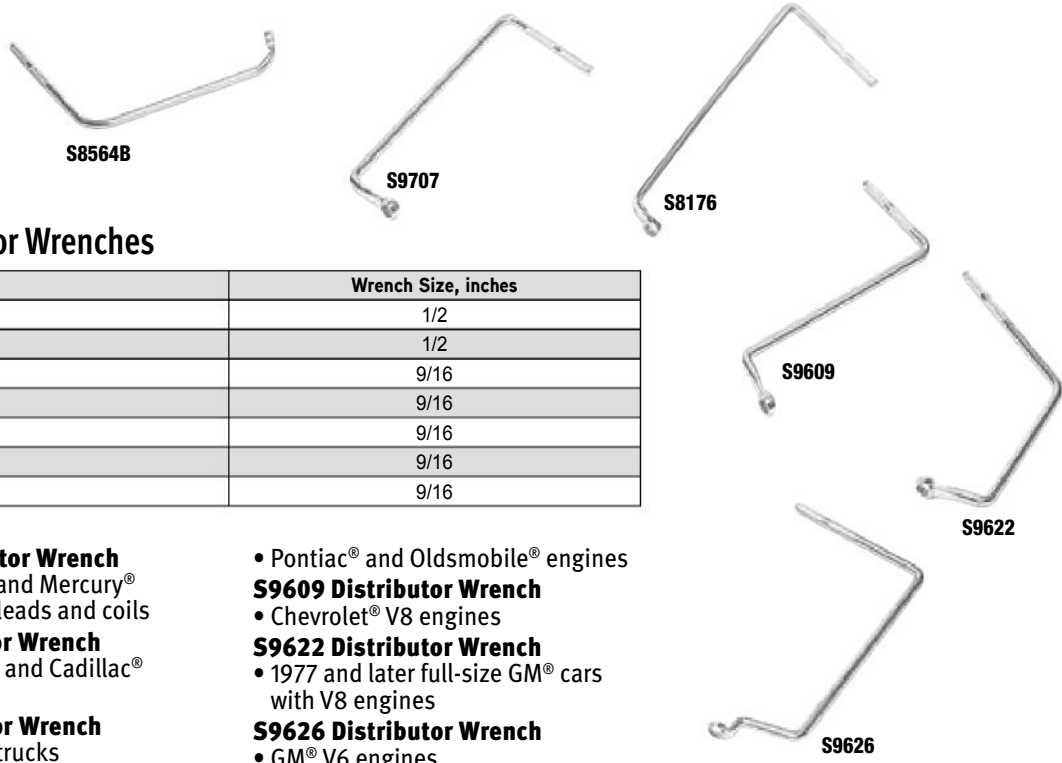 S8564B
S9707
S8176
or Wrenches
Wrench Size, inches
1/2
1/2
9/16
9/16
9/16
9/16
9/16
S9609
S9622
S9626
tor Wrench
and Mercury®
leads and coils
or Wrench
and Cadillac®
or Wrench
trucks
• Pontiac® and Oldsmobile® engines
S9609 Distributor Wrench
• Chevrolet® V8 engines
S9622 Distributor Wrench
• 1977 and later full-size GM® cars
with V8 engines
S9626 Distributor Wrench
• GM® V6 engines